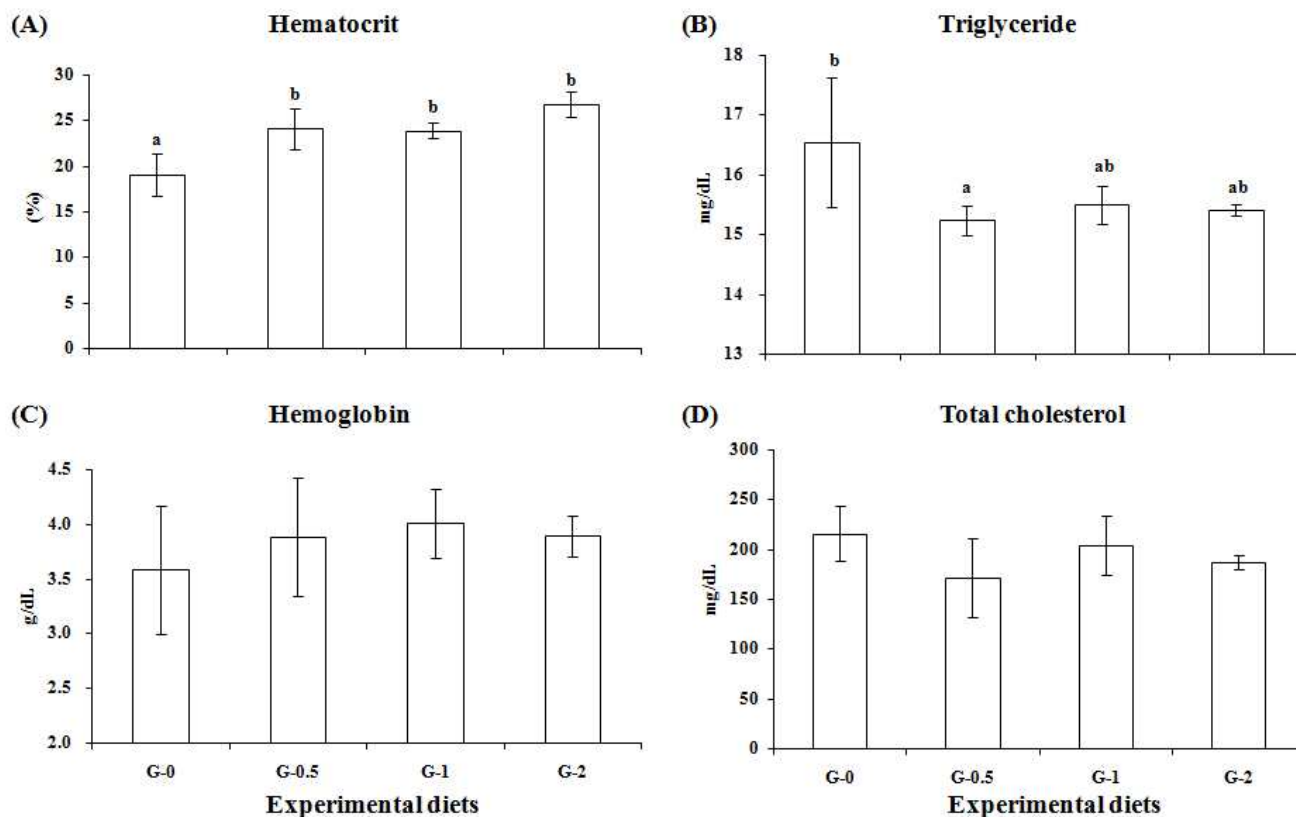 (A) Hematocrit
(%)
30
25
20
15
10
5
0
a
b
b
b
(B) Triglyceride
mg/dL
18
17
16
15
14
13
b
a
ab
ab
(C) Hemoglobin
g/dL
4.5
4.0
3.5
3.0
2.5
2.0
G-0 G-0.5 G-1 G-2
Experimental diets
(D) Total cholesterol
mg/dL
300
250
200
150
100
50
0
G-0 G-0.5 G-1 G-2
Experimental diets